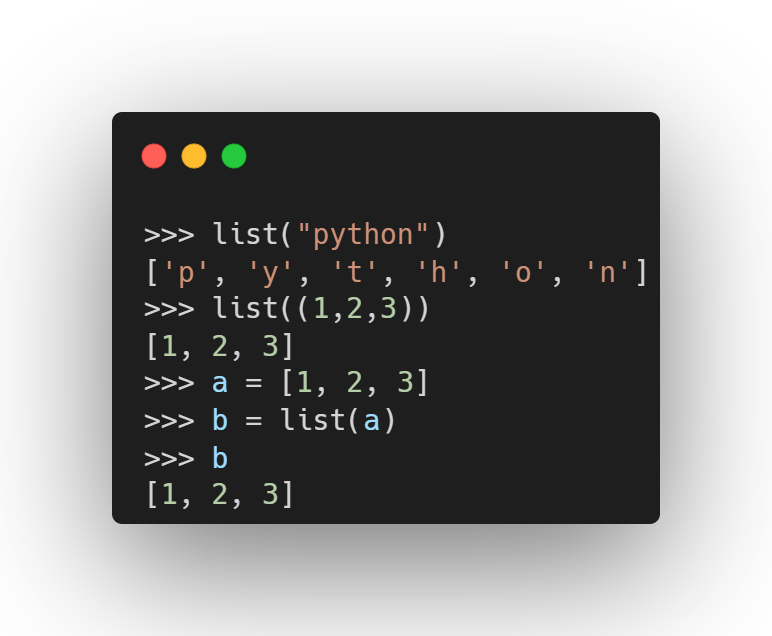 >>> list("python")
['p', 'y', 't', 'h', 'o', 'n']
>>> list((1,2,3))
[1, 2, 3]
>>> a = [1, 2, 3]
>>> b = list(a)
>>> b
[1, 2, 3]